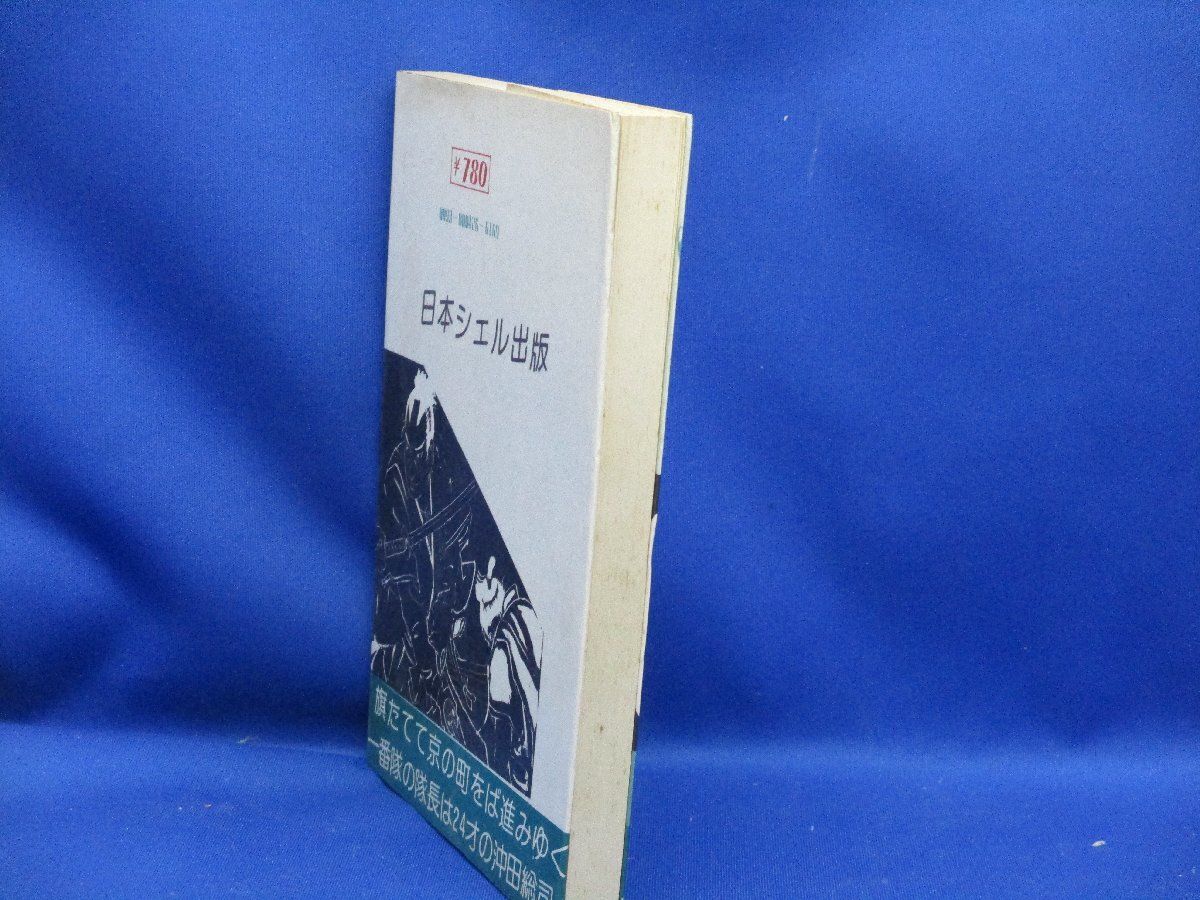 ¥780
日本シェル出版
旗たてて京の町をば進みゆく
一番隊の隊長は24才の沖田総司